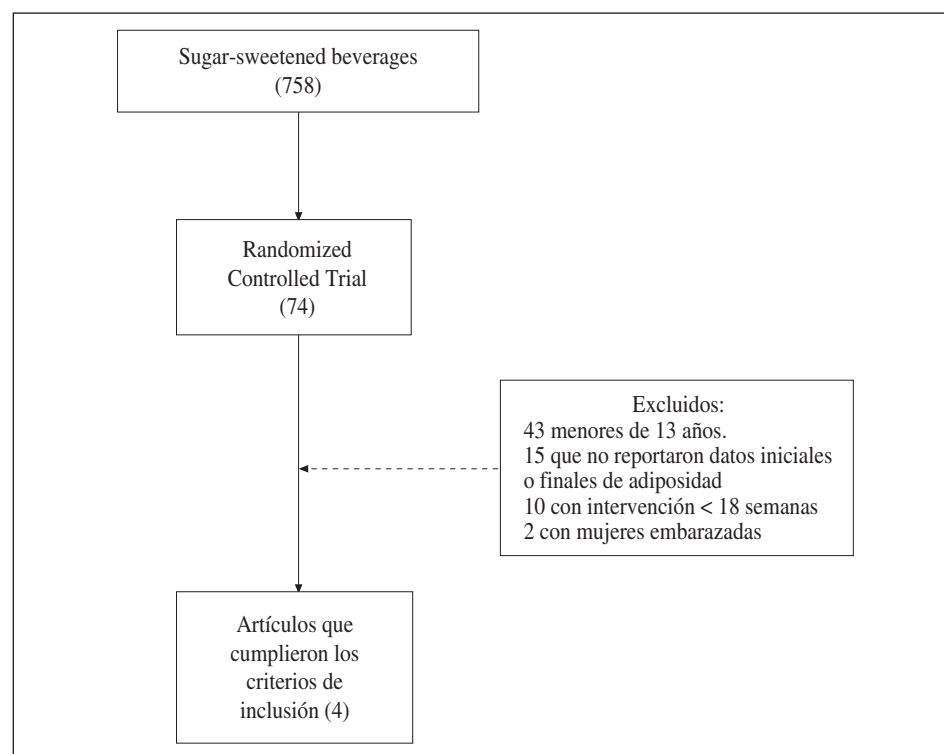 Sugar-sweetened beverages
(758)
Randomized
Controlled Trial
(74)
Excluidos:
43 menores de 13 años.
15 que no reportaron datos iniciales
o finales de adiposidad
10 con intervención < 18 semanas
2 con mujeres embarazadas
Artículos que
cumplieron los
criterios de
inclusión (4)